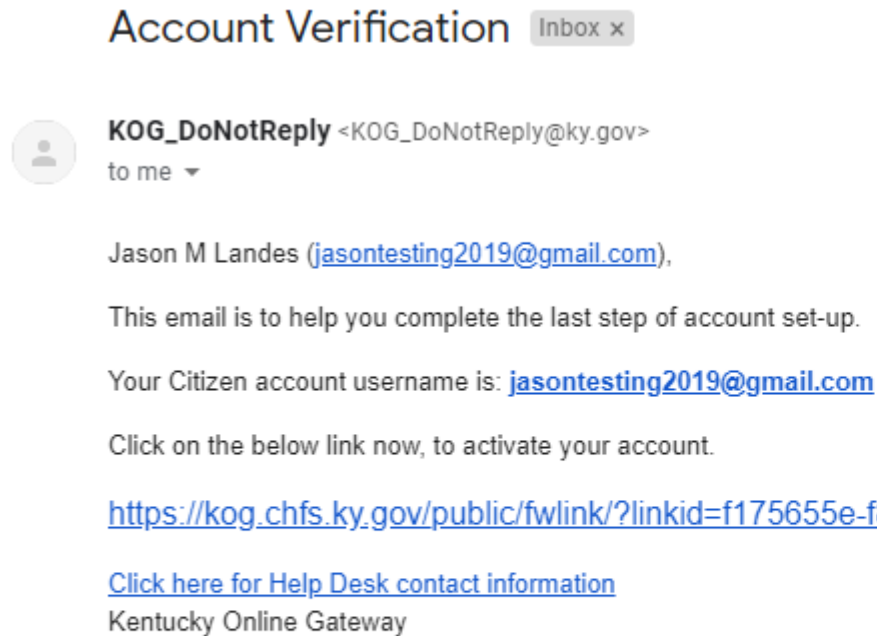 Account Verification Inbox x
KOG_DoNotReply <KOG_DoNotReply@ky.gov>
to me
Jason M Landes (jasontesting2019@gmail.com),
This email is to help you complete the last step of account set-up.
Your Citizen account username is: jasontesting2019@gmail.com
Click on the below link now, to activate your account.
https://kog.chfs.ky.gov/public/fwlink/?linkid=f175655e-f
Click here for Help Desk contact information
Kentucky Online Gateway